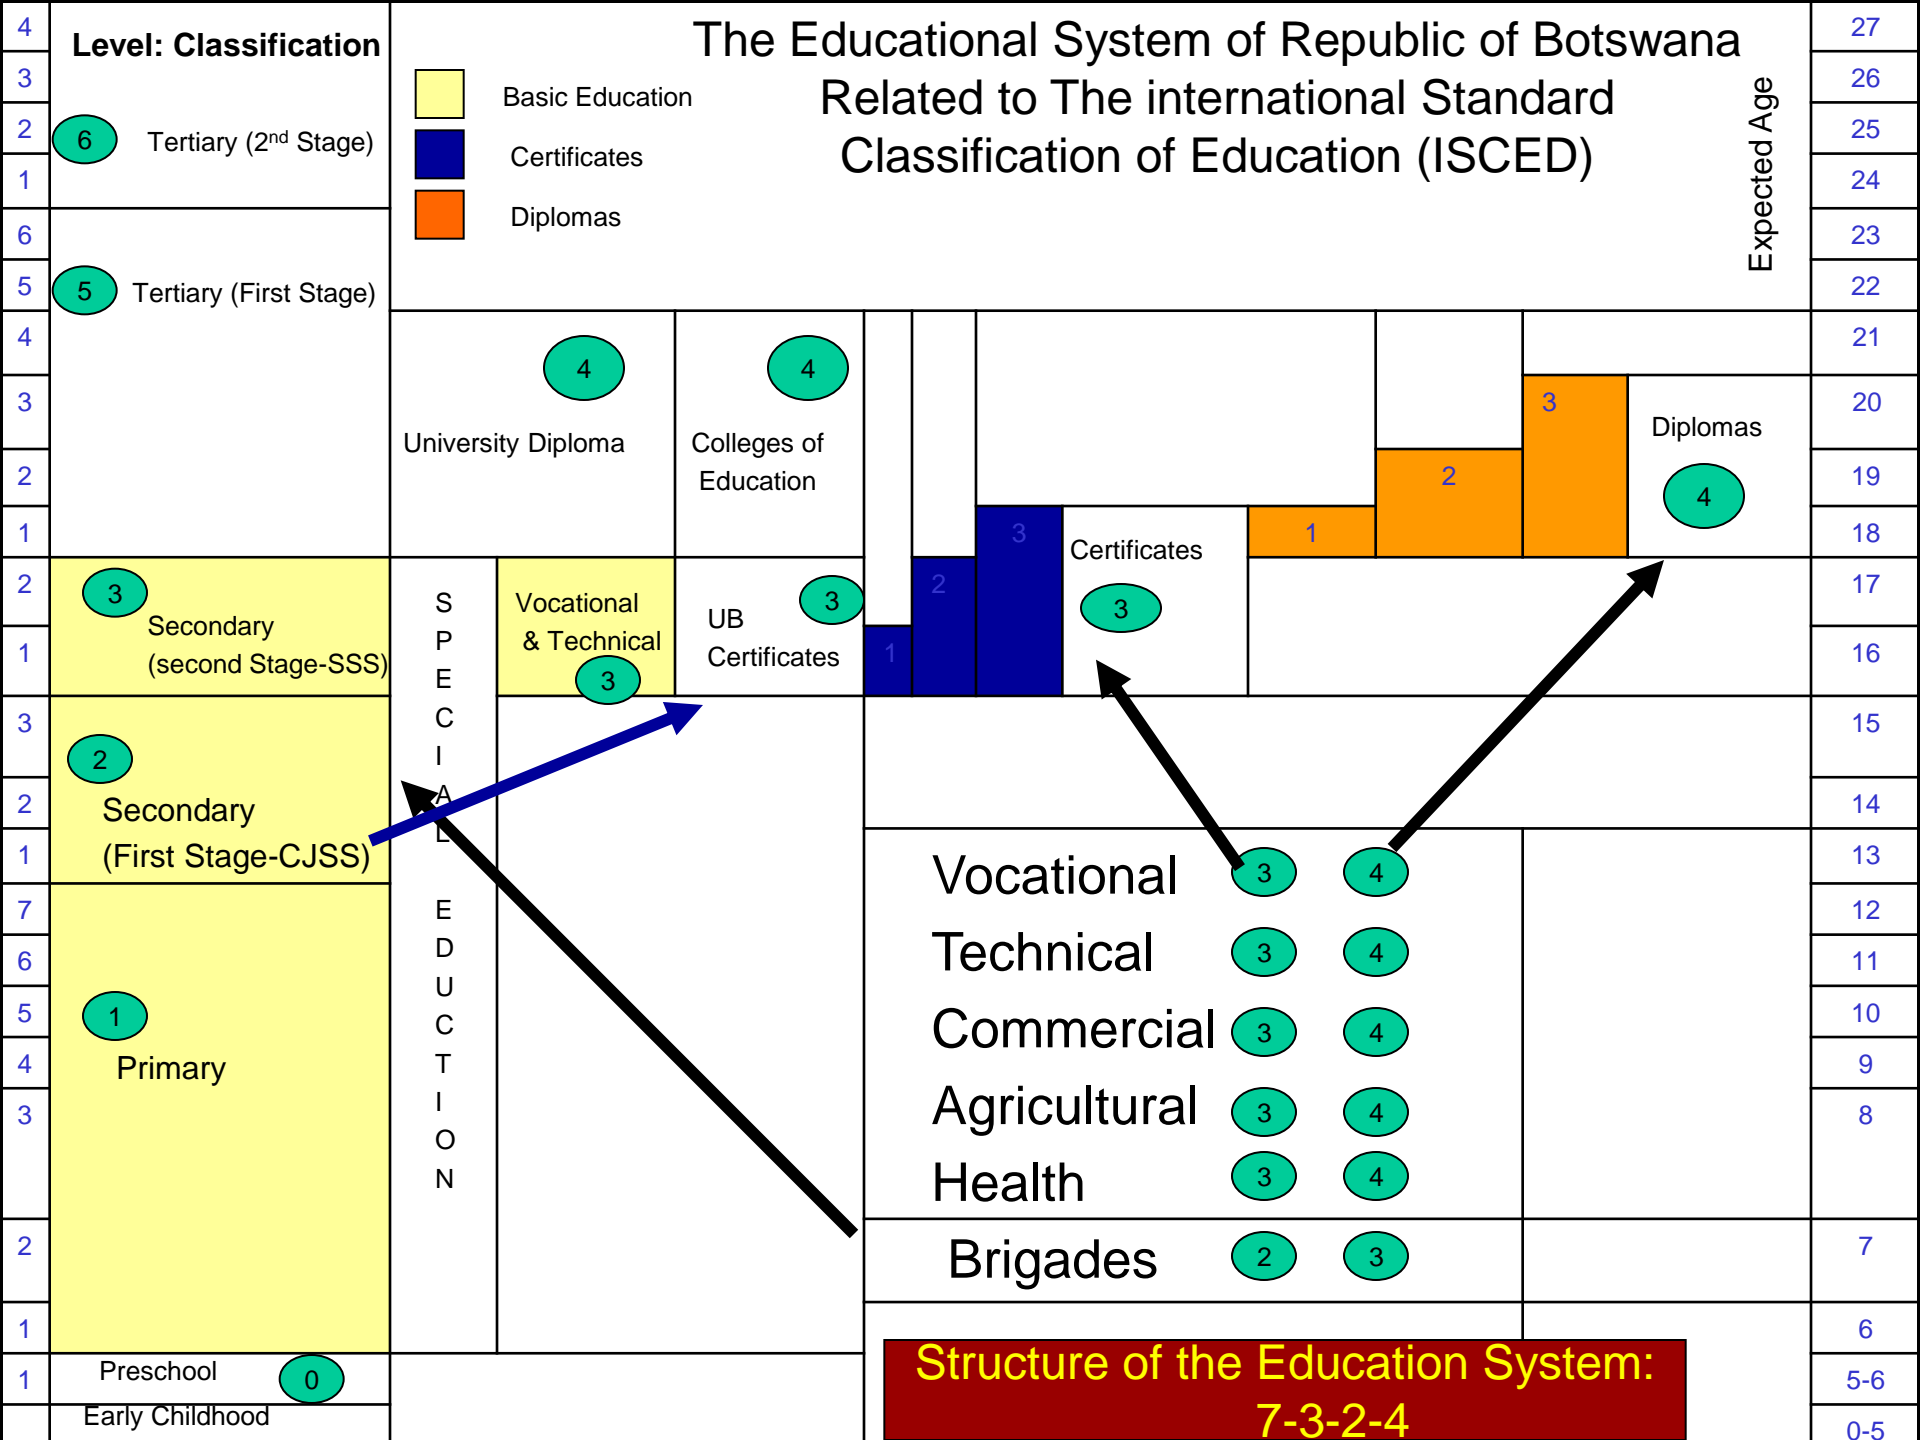 The Educational System of Republic of Botswana
Related to The international Standard
Classification of Education (ISCED)
Level: Classification
Basic Education
Certificates
Diplomas
Expected Age
4
27
3
26
2
6
Tertiary (2nd Stage)
25
1
24
6
23
5
5
Tertiary (First Stage)
22
4
21
3
20
2
19
1
18
4
University Diploma
4
Colleges of
Education
3
Diplomas
4
2
1
3
Certificates
3
2
1
2
17
1
16
3
Secondary
(second Stage-SSS)
SPECIAL
EDUCTION
Vocational
& Technical
3
UB
Certificates
3
3
15
2
14
1
13
2
Secondary
(First Stage-CJSS)
7
12
6
11
5
10
4
9
3
8
2
7
1
6
1
Primary
Vocational 3 4
Technical 3 4
Commercial 3 4
Agricultural 3 4
Health 3 4
Brigades 2 3
1
Preschool
0
5-6
Early Childhood
0-5
Structure of the Education System:
7-3-2-4